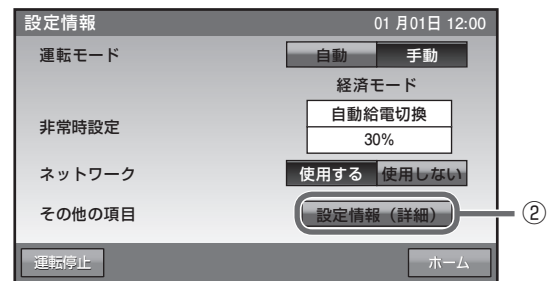 設定情報 01月01日 12:00
運転モード 自動 手動
経済モード
非常時設定 自動給電切換
30%
ネットワーク 使用する 使用しない
その他の項目 設定情報（詳細） ②
運転停止 ホーム